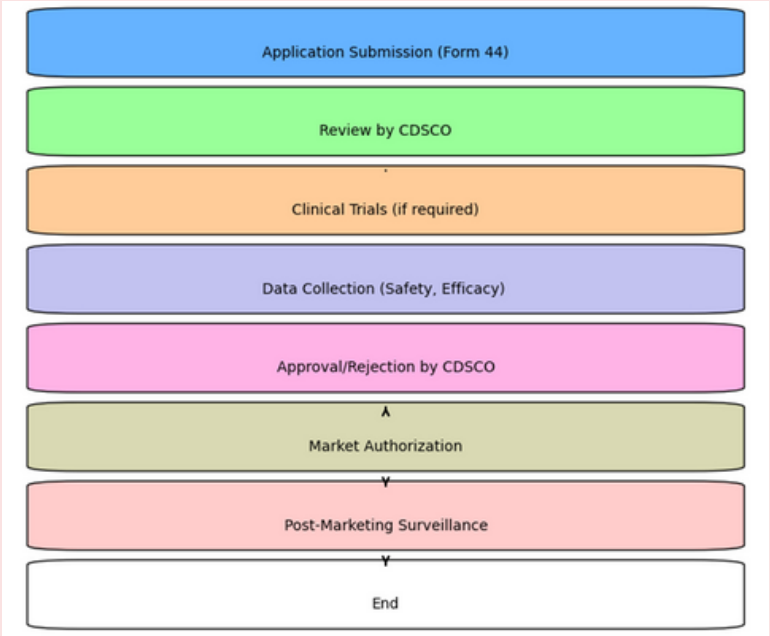 Application Submission (Form 44)
Review by CDSCO
Clinical Trials (if required)
Data Collection (Safety, Efficacy)
Approval/Rejection by CDSCO
Market Authorization
Post-Marketing Surveillance
End